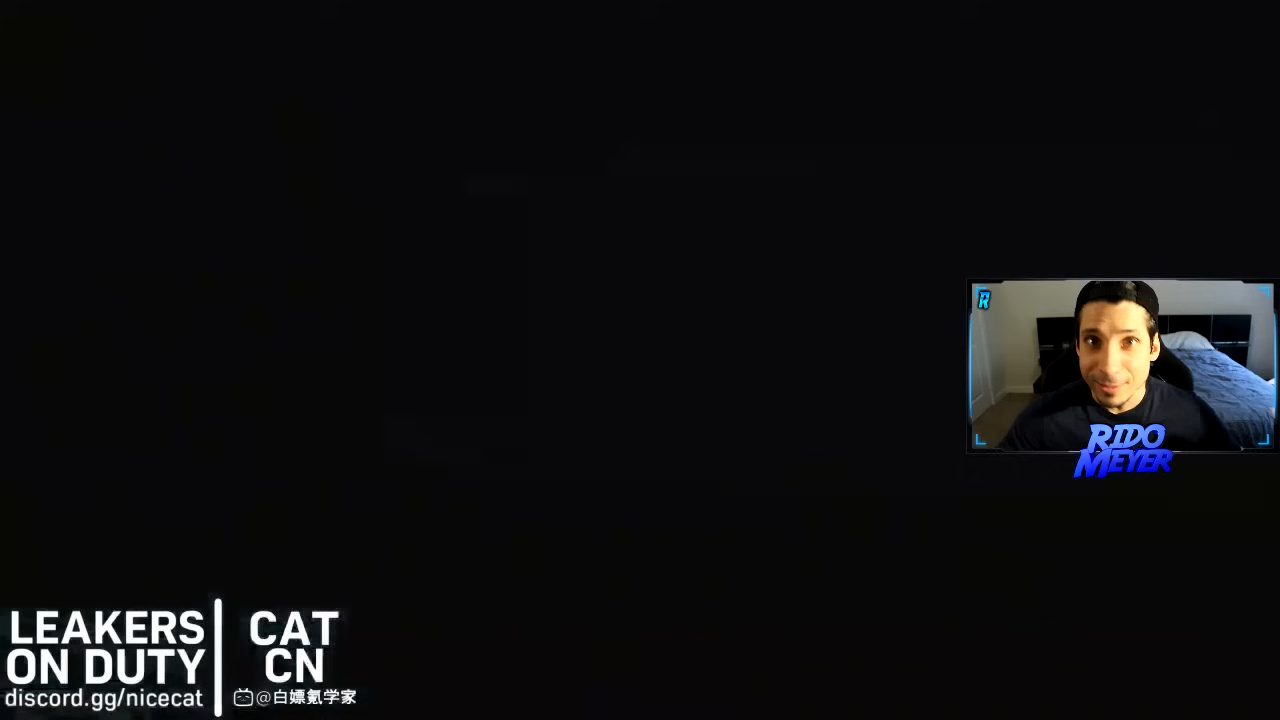 R
RIDO
MEYER
LEAKERS
ON DUTY
discord.gg/nicecat
CAT
CN
@白嫖氪学家